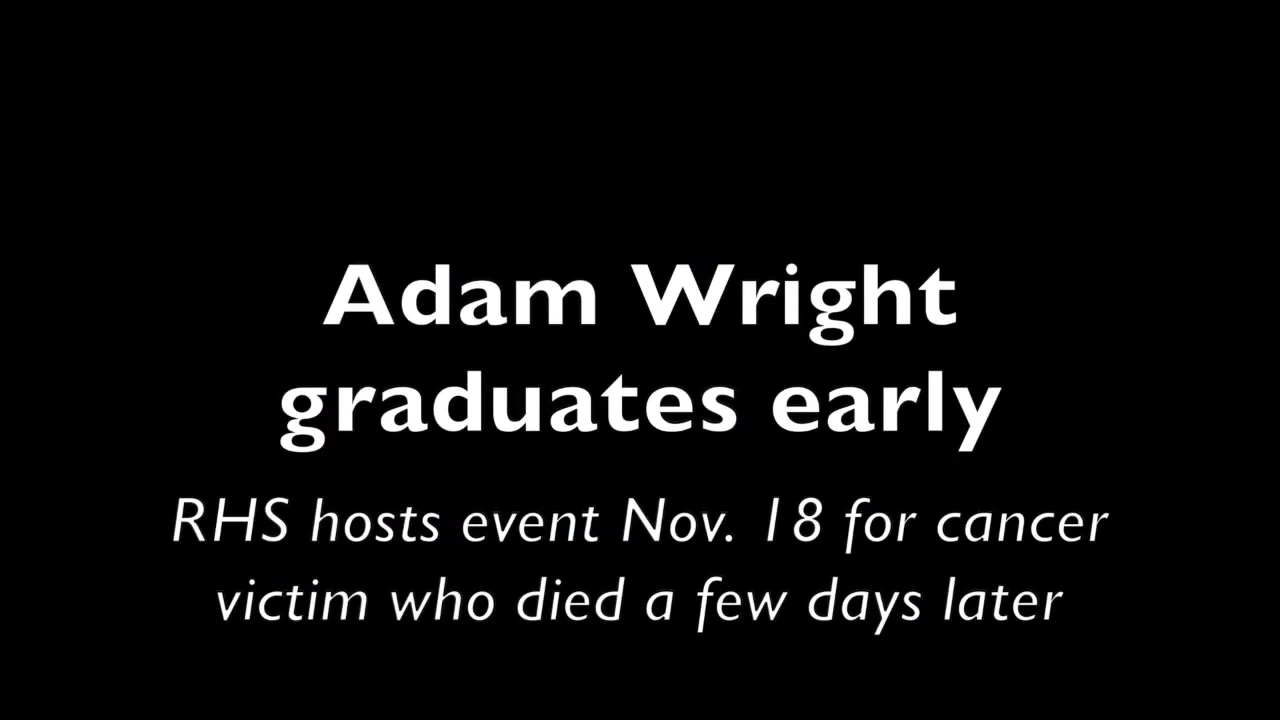 Adam Wright
graduates early
RHS hosts event Nov. 18 for cancer
victim who died a few days later